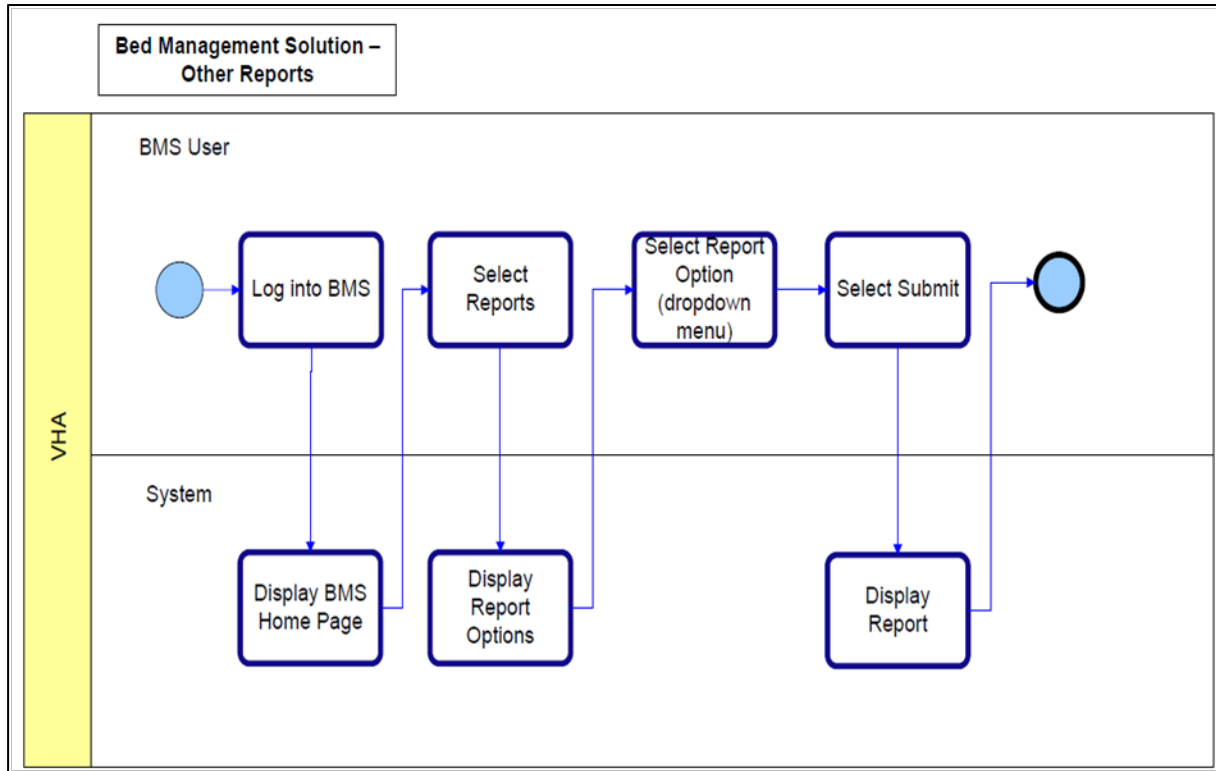 Bed Management Solution –
Other Reports
VHA
BMS User
Log into BMS
Select
Reports
Select Report
Option
(dropdown
menu)
Select Submit
System
Display BMS
Home Page
Display
Report
Options
Display
Report